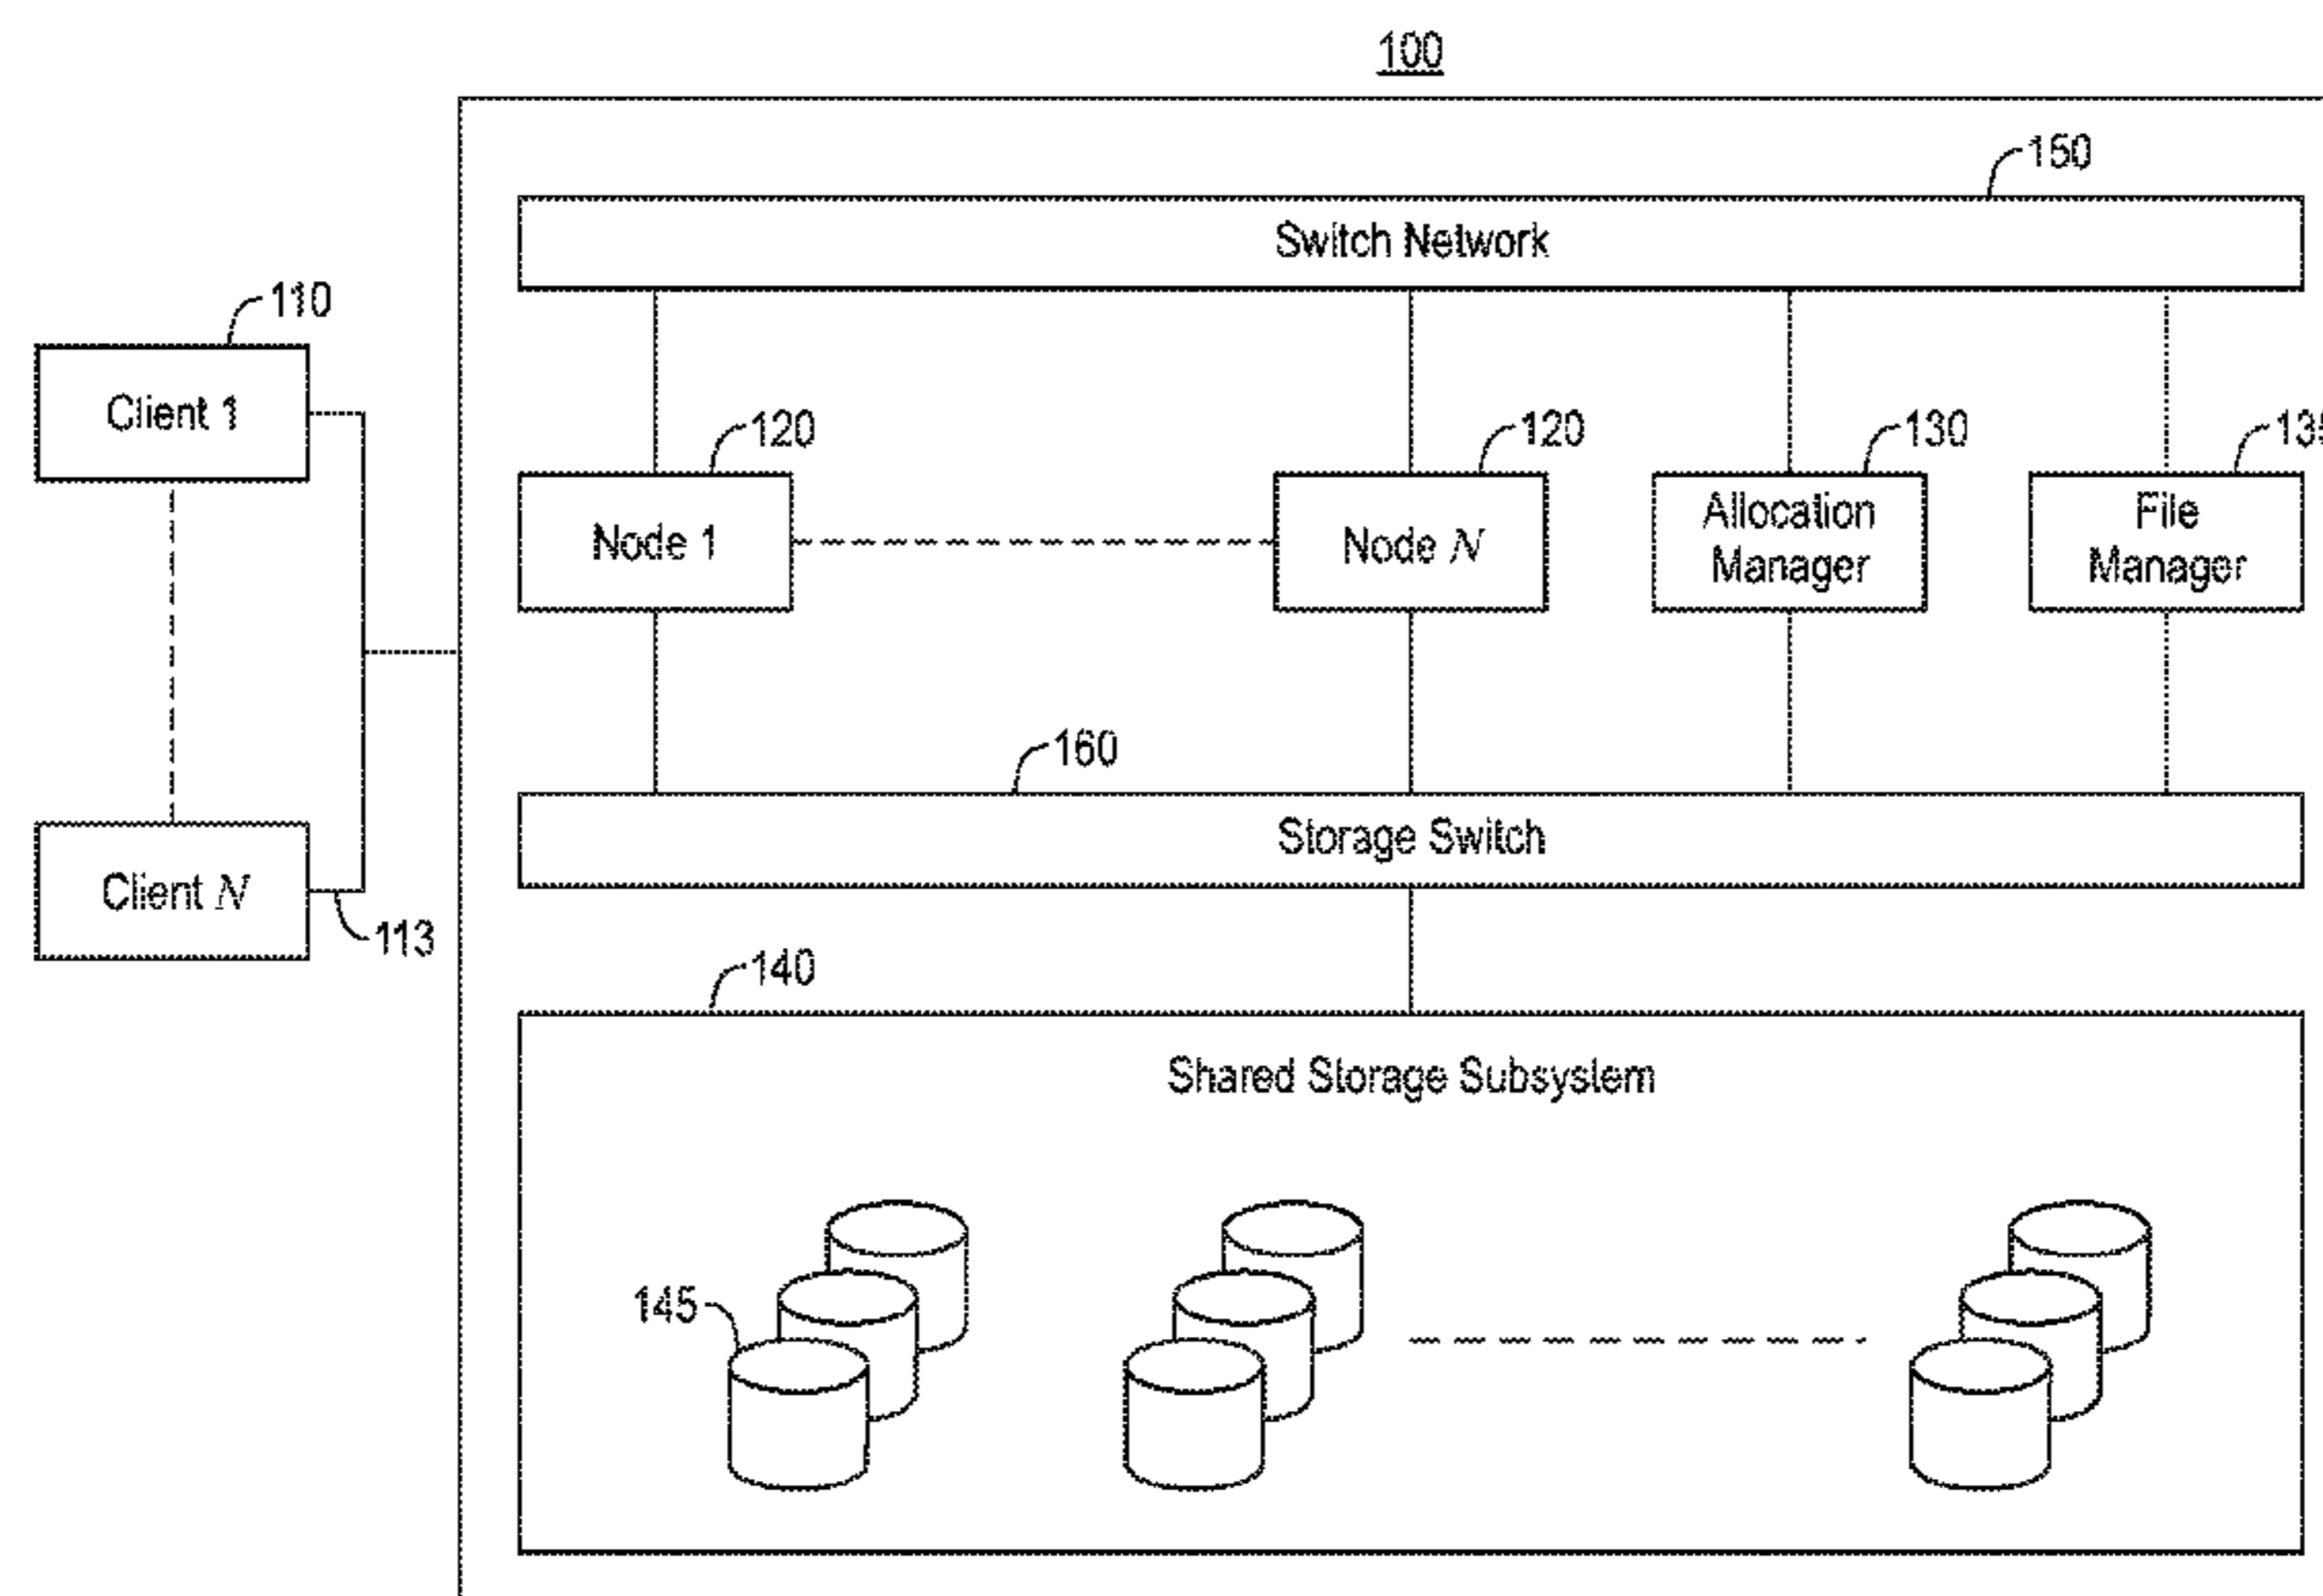 100
150
Switch Network
110
Client 1
120
120
130
135
Node 1
Node N
Allocation
Manager
File
Manager
160
Storage Switch
Client N
113
140
Shared Storage Subsystem
145